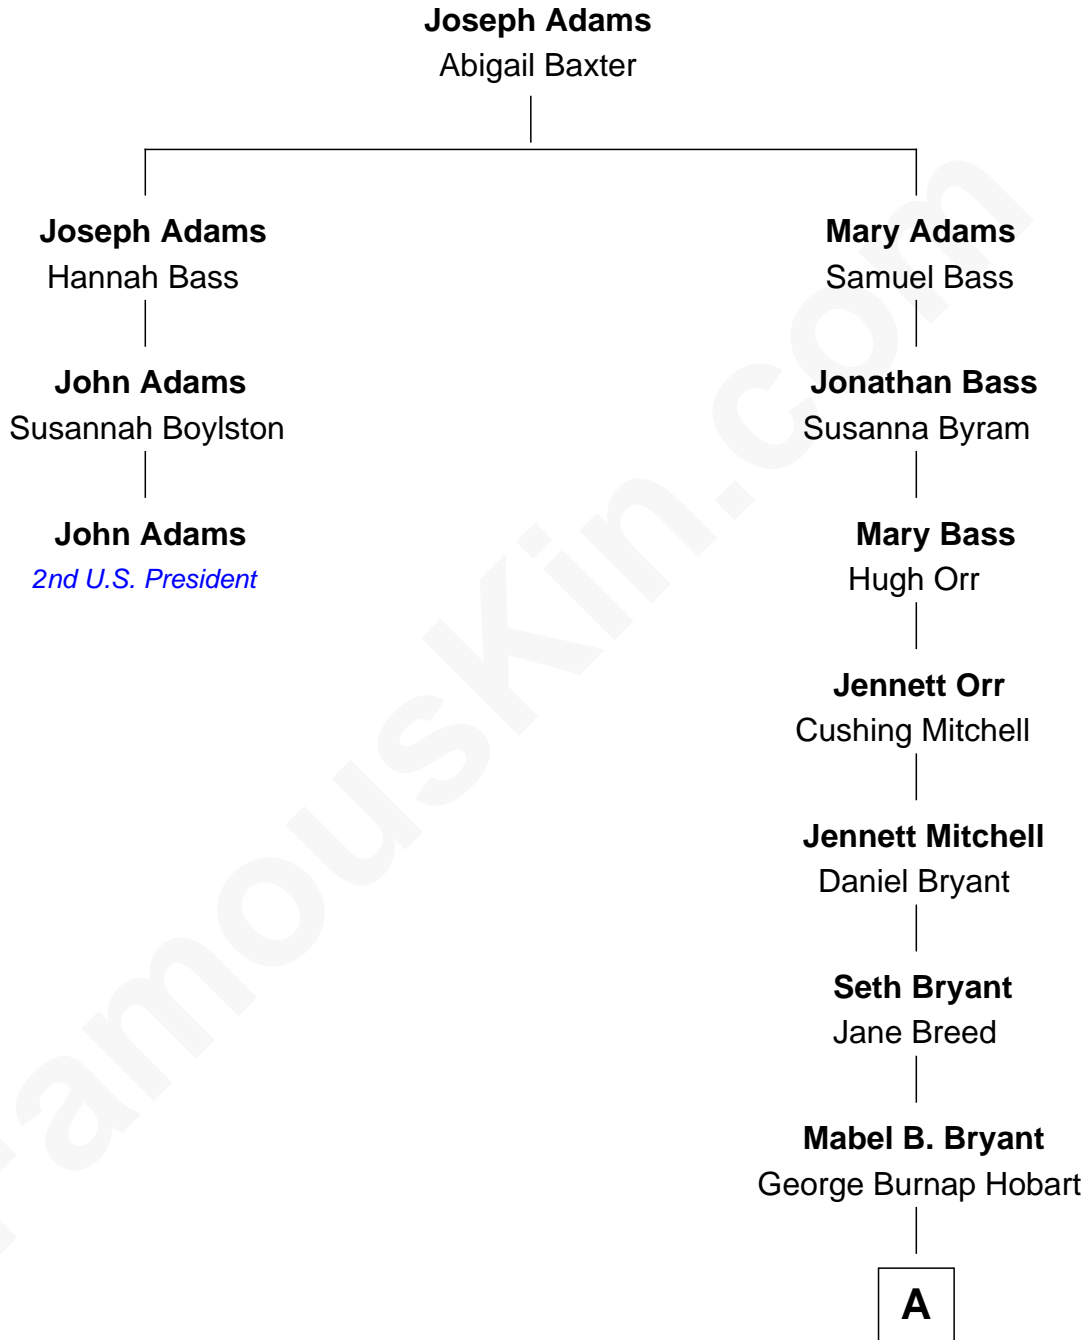 Joseph Adams
Abigail Baxter
Joseph Adams
Hannah Bass
Mary Adams
Samuel Bass
John Adams
Susannah Boylston
Jonathan Bass
Susanna Byram
John Adams
2nd U.S. President
Mary Bass
Hugh Orr
Jennett Orr
Cushing Mitchell
Jennett Mitchell
Daniel Bryant
Seth Bryant
Jane Breed
Mabel B. Bryant
George Burnap Hobart
A
FamousKin.com